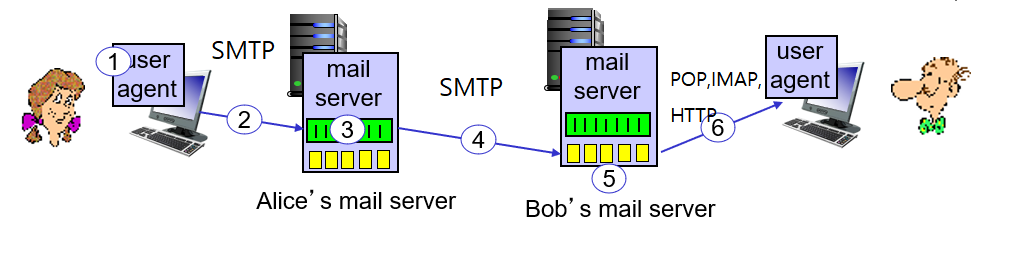 1 user
agent
SMTP
2
mail
server
3
Alice's mail server
SMTP
4
mail
server
5
Bob's mail server
POP,IMAP,
HTTP
6
user
agent